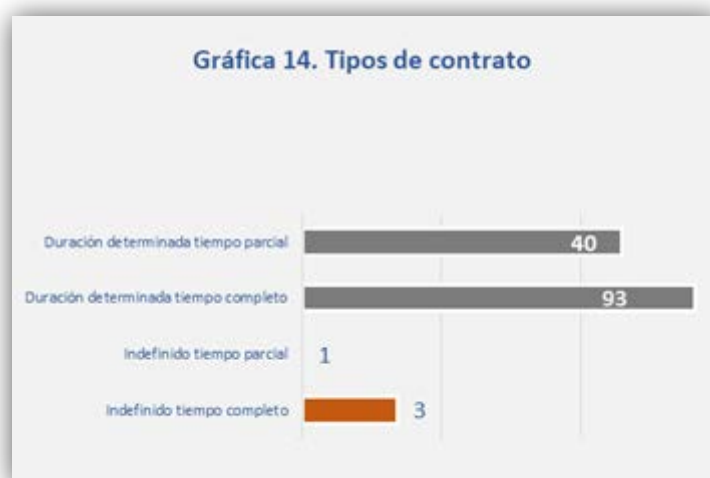 Gráfica 14. Tipos de contrato
Duración determinada tiempo parcial 40
Duración determinada tiempo completo 93
Indefinido tiempo parcial 1
Indefinido tiempo completo 3